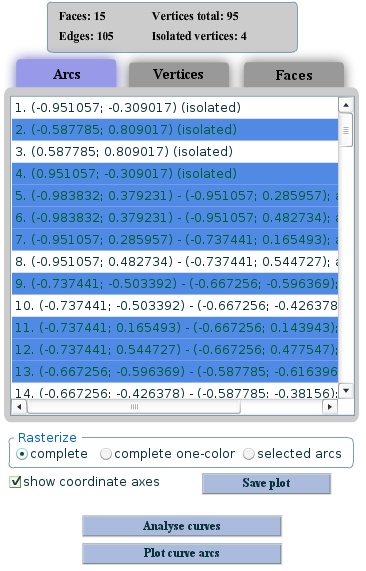 Faces: 15 Vertices total: 95
Edges: 105 Isolated vertices: 4
Arcs Vertices Faces
1. (-0.951057; -0.309017) (isolated)
2. (-0.587785; 0.809017) (isolated)
3. (0.587785; 0.809017) (isolated)
4. (0.951057; -0.309017) (isolated)
5. (-0.983832; 0.379231) - (-0.951057; 0.285957); a
6. (-0.983832; 0.379231) - (-0.951057; 0.482734); a
7. (-0.951057; 0.285957) - (-0.737441; 0.165493); a
8. (-0.951057; 0.482734) - (-0.737441; 0.544727); a
9. (-0.737441; -0.503392) - (-0.667256; -0.596369);
10. (-0.737441; -0.503392) - (-0.667256; -0.426378
11. (-0.737441; 0.165493) - (-0.667256; 0.143943);
12. (-0.737441; 0.544727) - (-0.667256; 0.477547);
13. (-0.667256; -0.596369) - (-0.587785; -0.616396
14. (-0.667256; -0.426378) - (-0.587785; -0.38156);
Rasterize
complete complete one-color selected arcs
show coordinate axes Save plot
Analyse curves
Plot curve arcs